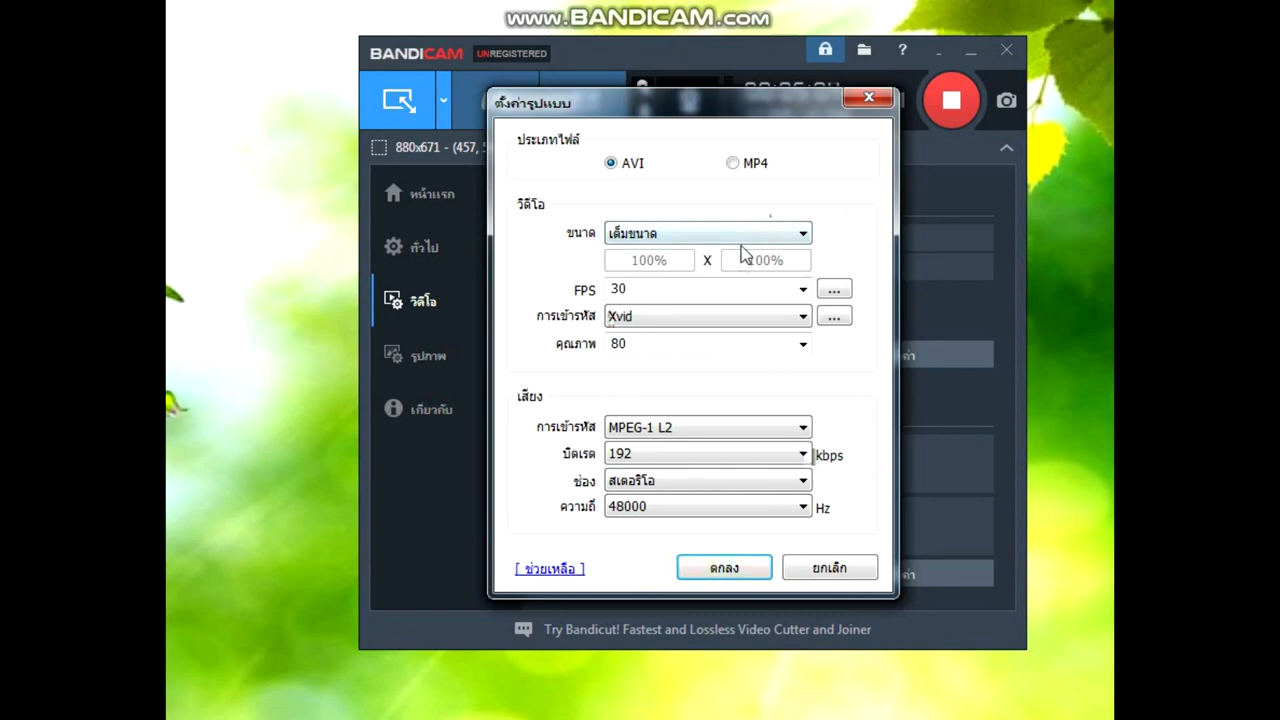 www.BANDICAM.com
BANDICAM UNREGISTERED
?
ตั้งค่ารูปแบบ
880x671 - (457,
ประเภทไฟล์
AVI MP4
หน้าแรก
วิดีโอ
ขนาด เต็มขนาด
ทั่วไป
100% X 100%
FPS 30 ...
วิดีโอ
การเข้ารหัส Xvid ...
คุณภาพ 80
รูปภาพ
ค่า
เสียง
เกี่ยวกับ
การเข้ารหัส MPEG-1 L2
บิตเรต 192 kbps
ช่อง สเตอริโอ
ความถี่ 48000 Hz
[ ช่วยเหลือ ] ตกลง ยกเลิก
ค่า
Try Bandicut! Fastest and Lossless Video Cutter and Joiner